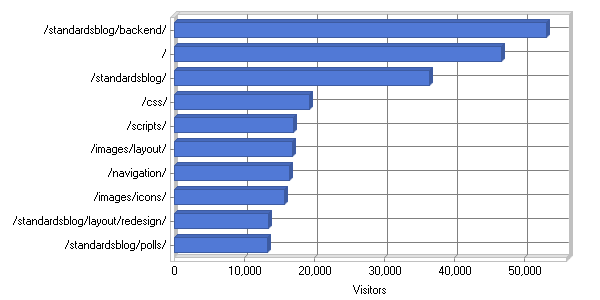 /standardsblog/backend/
/
/standardsblog/
/css/
/scripts/
/images/layout/
/navigation/
/images/icons/
/standardsblog/layout/redesign/
/standardsblog/polls/
0 10,000 20,000 30,000 40,000 50,000
Visitors